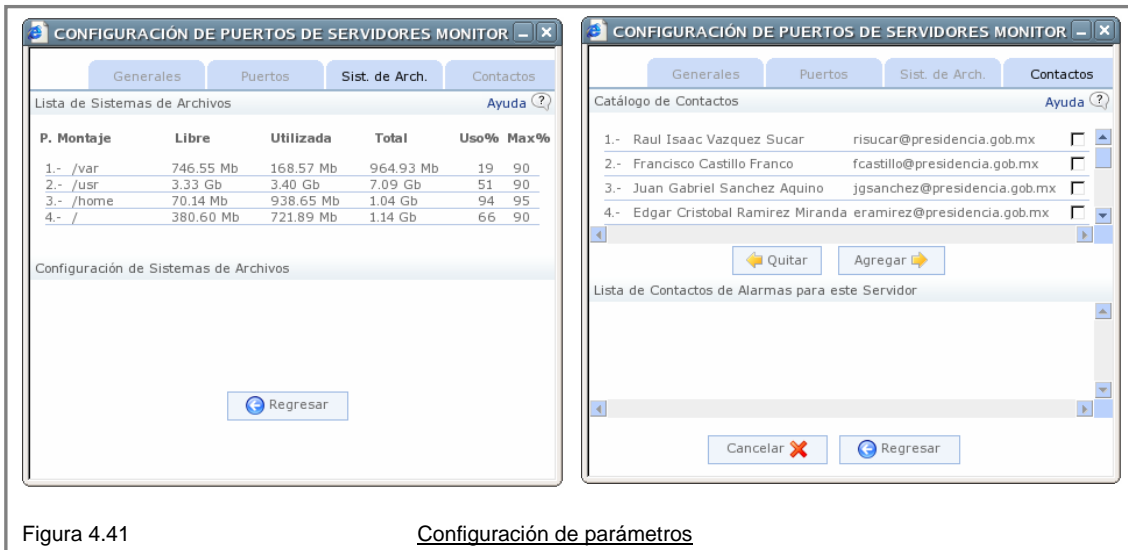 CONFIGURACIÓN DE PUERTOS DE SERVIDORES MONITOR
Generales Puertos Sist. de Arch. Contactos
Lista de Sistemas de Archivos Ayuda ?
P. Montaje Libre Utilizada Total Uso% Max%
1.- /var 746.55 Mb 168.57 Mb 964.93 Mb 19 90
2.- /usr 3.33 Gb 3.40 Gb 7.09 Gb 51 90
3.- /home 70.14 Mb 938.65 Mb 1.04 Gb 94 95
4.- / 380.60 Mb 721.89 Mb 1.14 Gb 66 90
Configuración de Sistemas de Archivos
Regresar
CONFIGURACIÓN DE PUERTOS DE SERVIDORES MONITOR
Generales Puertos Sist. de Arch. Contactos
Catálogo de Contactos Ayuda ?
1.- Raul Isaac Vazquez Sucar risucar@presidencia.gob.mx
2.- Francisco Castillo Franco fcastillo@presidencia.gob.mx
3.- Juan Gabriel Sanchez Aquino jgsanchez@presidencia.gob.mx
4.- Edgar Cristobal Ramirez Miranda eramirez@presidencia.gob.mx
Quitar Agregar
Lista de Contactos de Alarmas para este Servidor
Cancelar Regresar
Figura 4.41 Configuración de parámetros